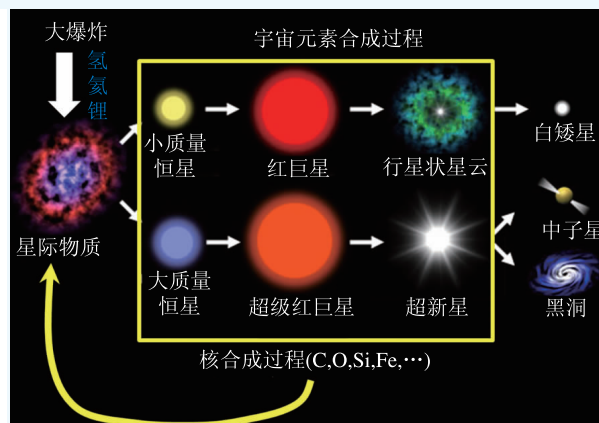 大爆炸
宇宙元素合成过程
氢
氦
锂
小质量
恒星
红巨星
行星状星云
白矮星
星际物质
大质量
恒星
超级红巨星
超新星
中子星
黑洞
核合成过程(C,O,Si,Fe,…)